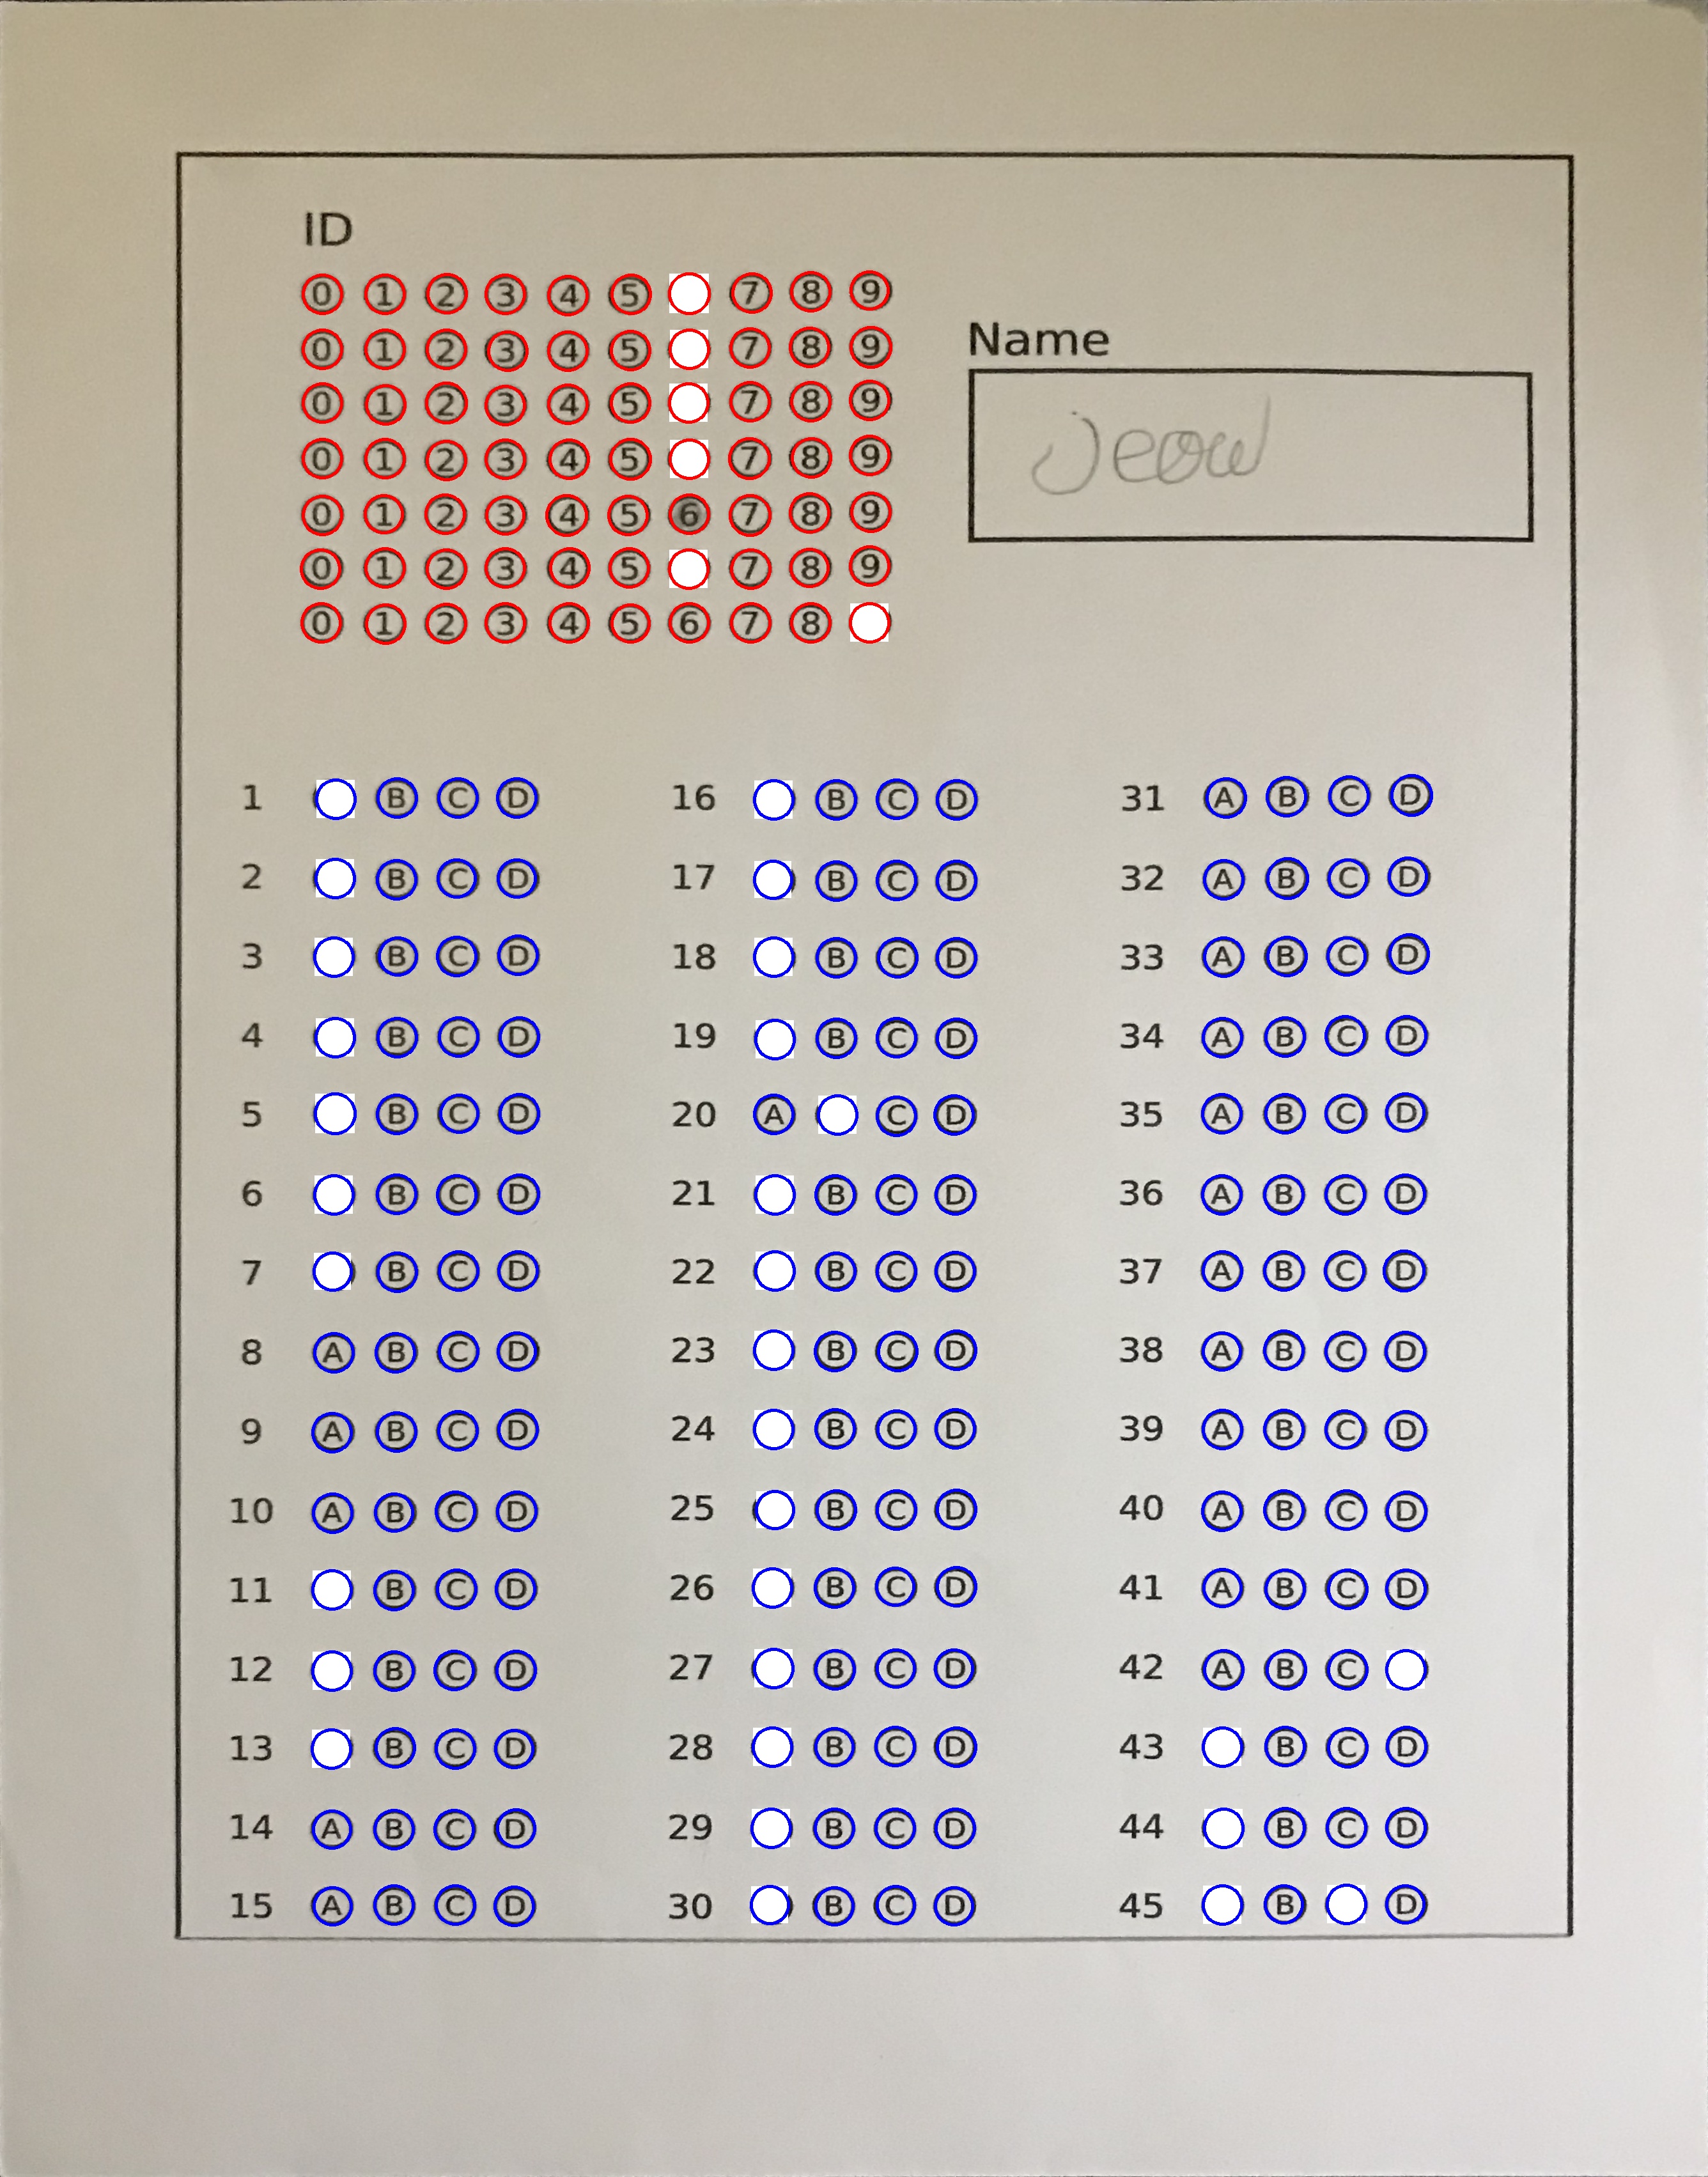 ID
0 1 2 3 4 5 7 8 9
0 1 2 3 4 5 7 8 9
0 1 2 3 4 5 7 8 9
0 1 2 3 4 5 7 8 9
0 1 2 3 4 5 6 7 8 9
0 1 2 3 4 5 7 8 9
0 1 2 3 4 5 6 7 8
Name
1 B C D
2 B C D
3 B C D
4 B C D
5 B C D
6 B C D
7 B C D
8 A B C D
9 A B C D
10 A B C D
11 B C D
12 B C D
13 B C D
14 A B C D
15 A B C D
16 B C D
17 B C D
18 B C D
19 B C D
20 A C D
21 B C D
22 B C D
23 B C D
24 B C D
25 B C D
26 B C D
27 B C D
28 B C D
29 B C D
30 B C D
31 A B C D
32 A B C D
33 A B C D
34 A B C D
35 A B C D
36 A B C D
37 A B C D
38 A B C D
39 A B C D
40 A B C D
41 A B C D
42 A B C
43 B C D
44 B C D
45 B D